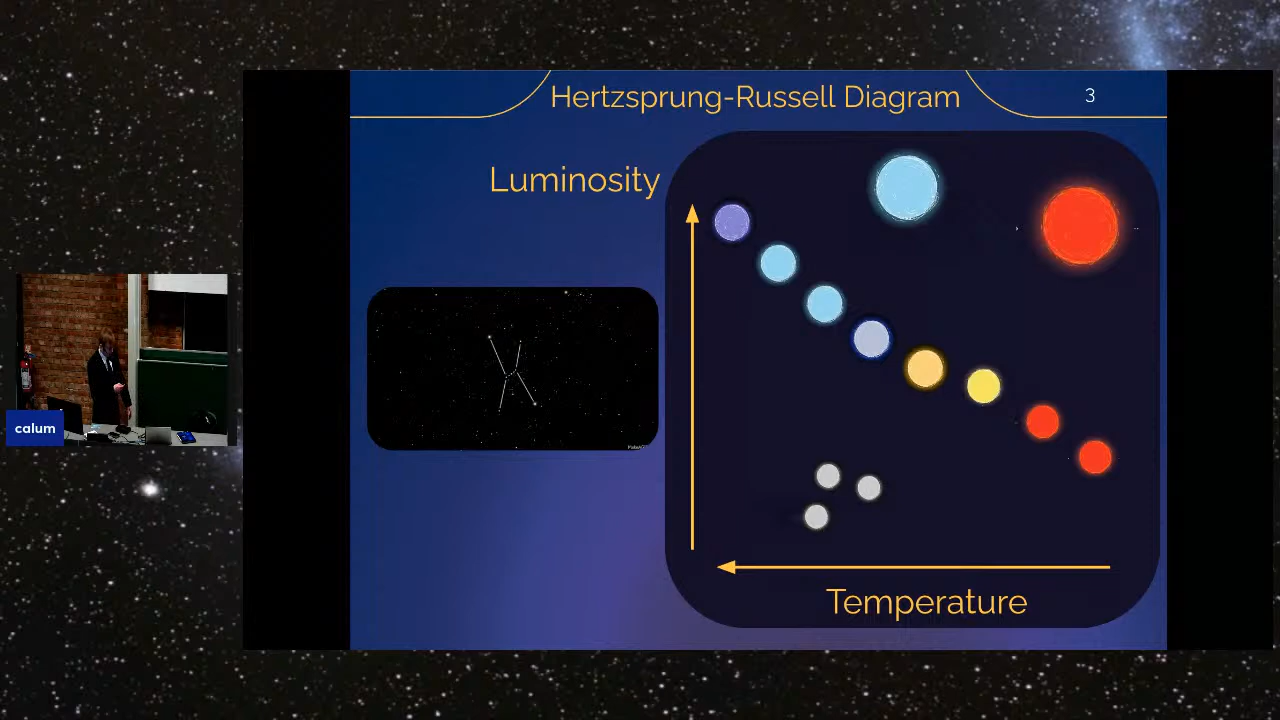 Hertzsprung-Russell Diagram
3
Luminosity
calum
Temperature